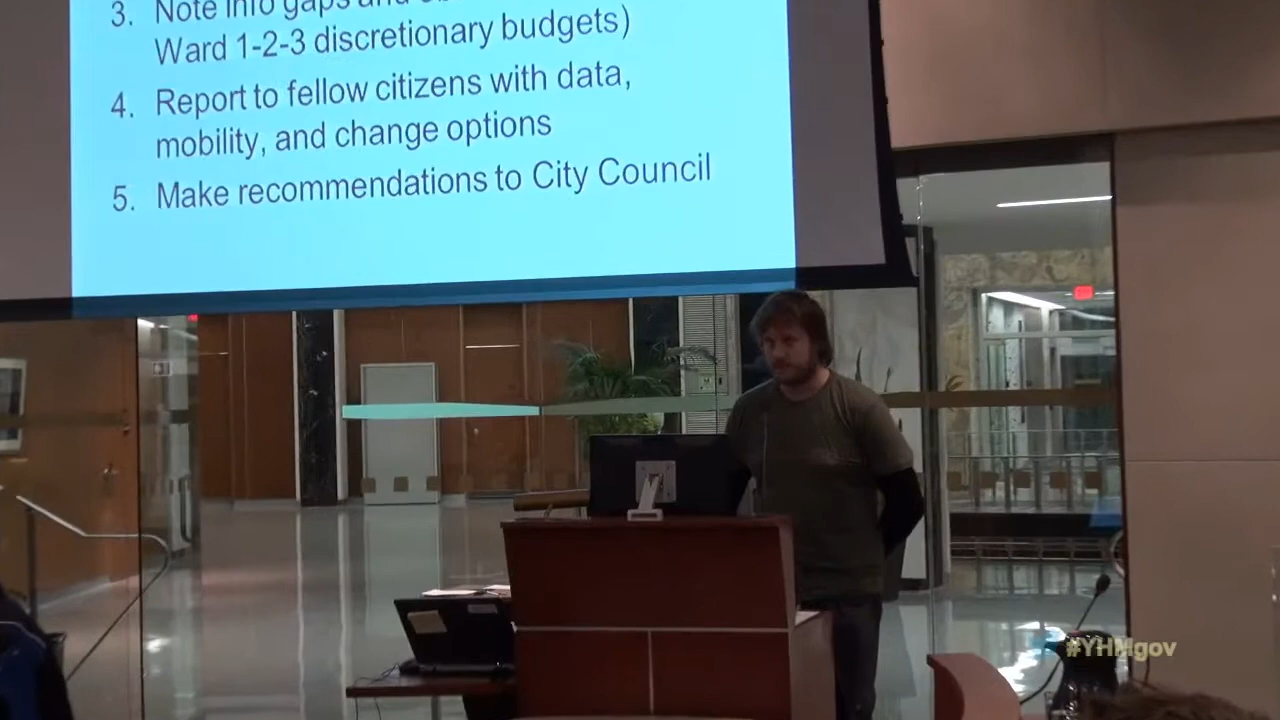 3. Note info gaps and
Ward 1-2-3 discretionary budgets)
4. Report to fellow citizens with data,
mobility, and change options
5. Make recommendations to City Council
#YHMgov